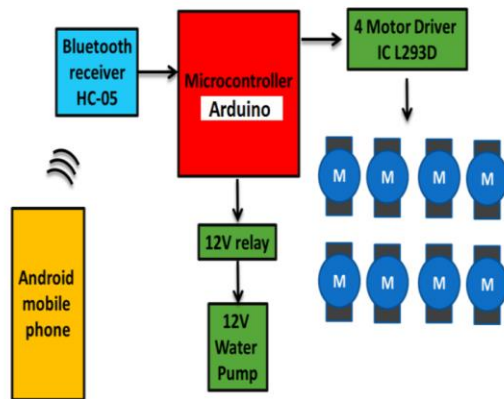 Bluetooth
receiver
HC-05
Microcontroller
Arduino
4 Motor Driver
IC L293D
M M M M
M M M M
12V relay
12V
Water
Pump
Android
mobile
phone